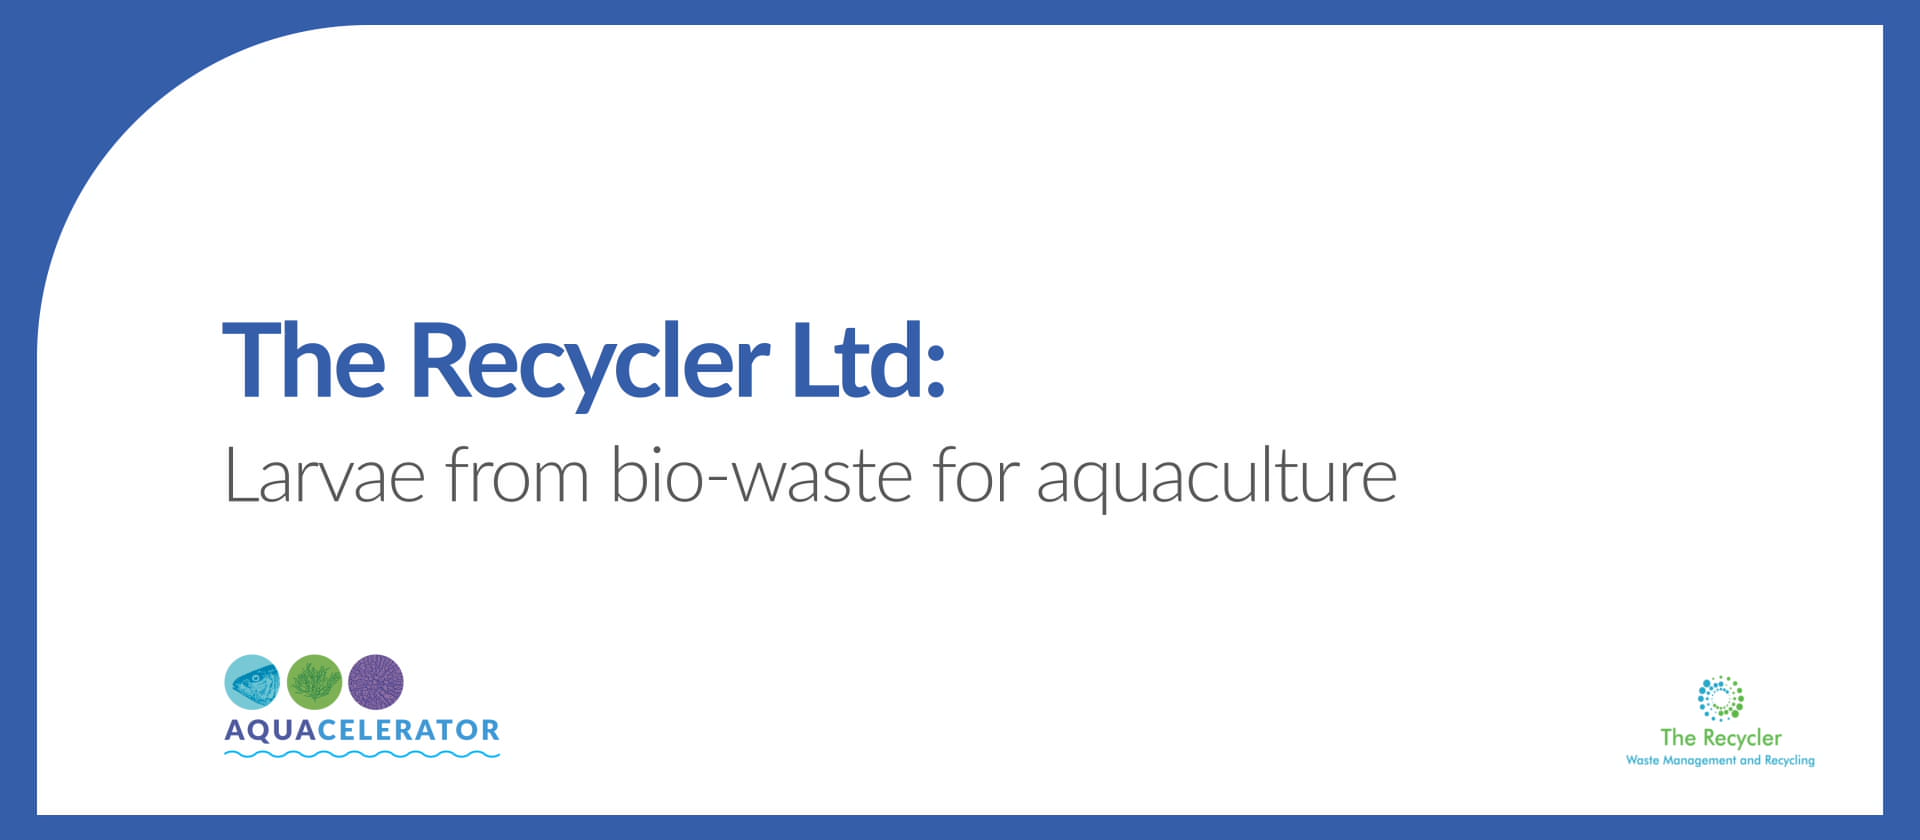 The Recycler Ltd:
Larvae from bio-waste for aquaculture
AQUACELERATOR
The Recycler
Waste Management and Recycling